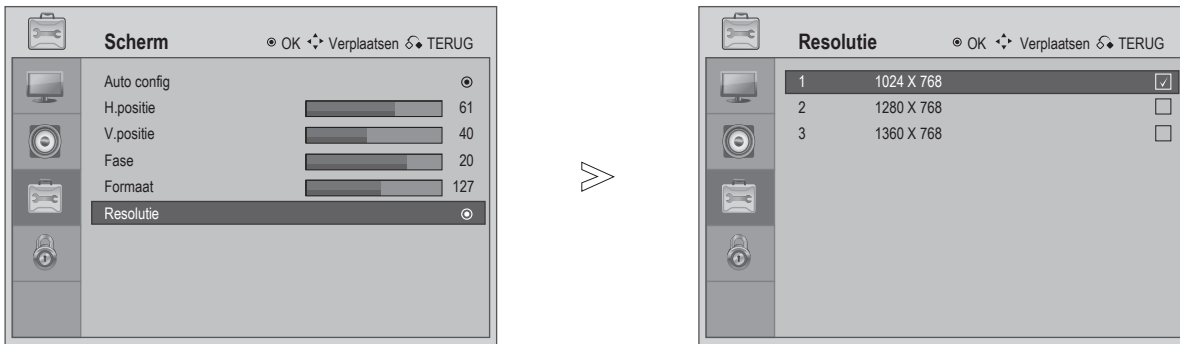 Scherm
OK Verplaatsen TERUG
Auto config
H.positie 61
V.positie 40
Fase 20
Formaat 127
Resolutie
>
Resolutie
OK Verplaatsen TERUG
1 1024 X 768
2 1280 X 768
3 1360 X 768